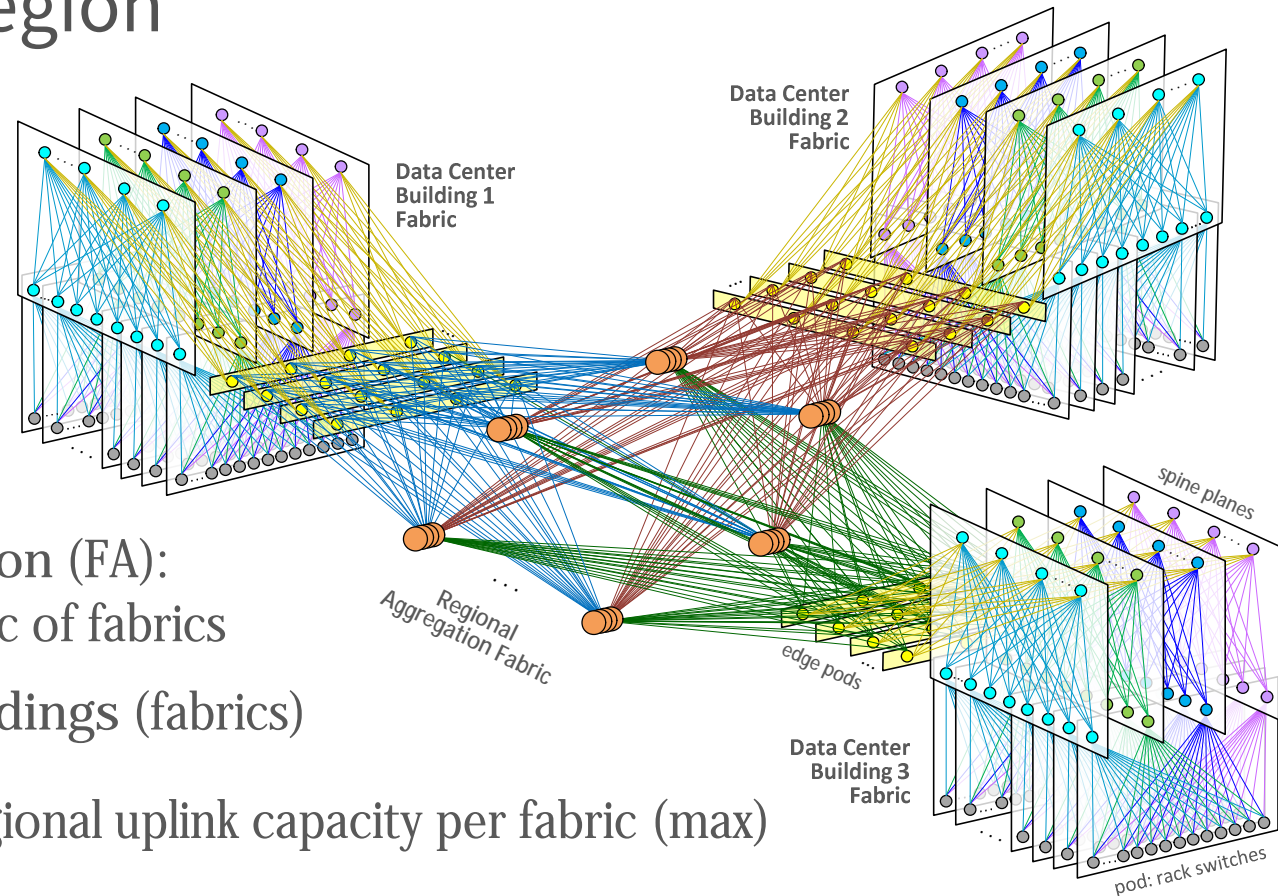 egion
Data Center
Building 1
Fabric
Data Center
Building 2
Fabric
spine planes
on (FA):
c of fabrics
Regional
Aggregation Fabric
edge pods
dings (fabrics)
Data Center
Building 3
Fabric
gional uplink capacity per fabric (max)
pod: rack switches